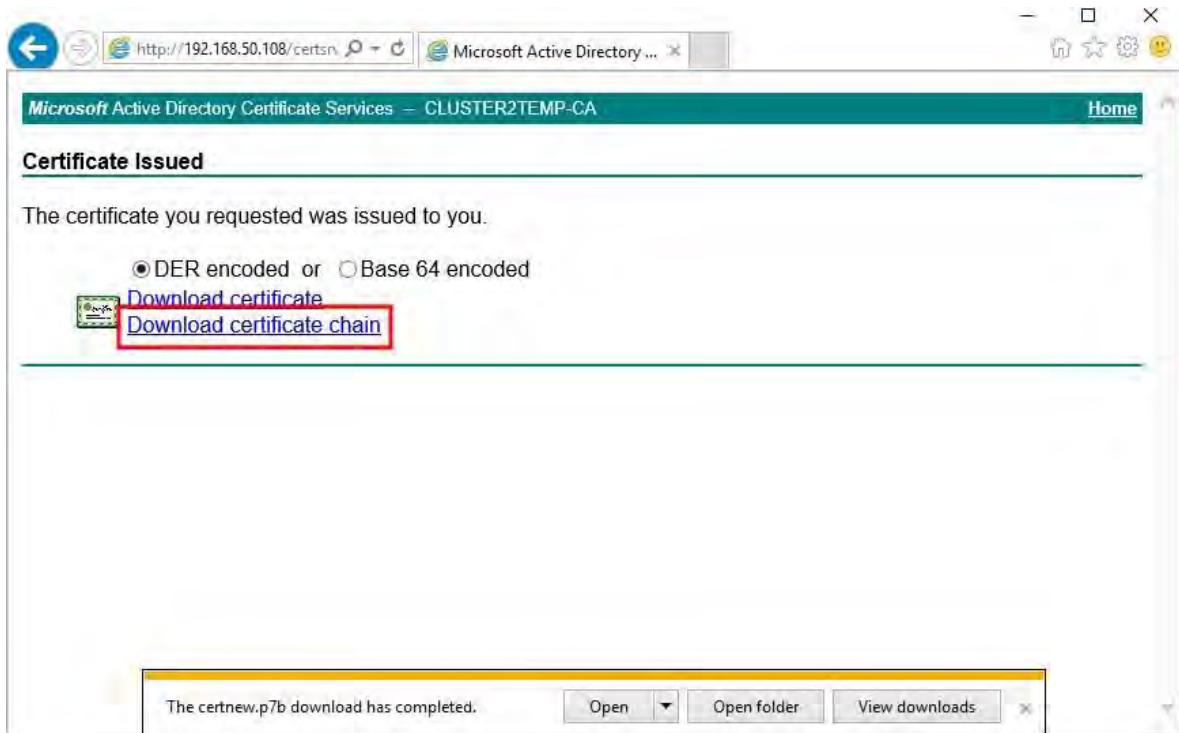 http://192.168.50.108/certsn
Microsoft Active Directory ...
Microsoft Active Directory Certificate Services -- CLUSTER2TEMP-CA Home
Certificate Issued
The certificate you requested was issued to you.
DER encoded or Base 64 encoded
Download certificate
Download certificate chain
The certnew.p7b download has completed. Open Open folder View downloads